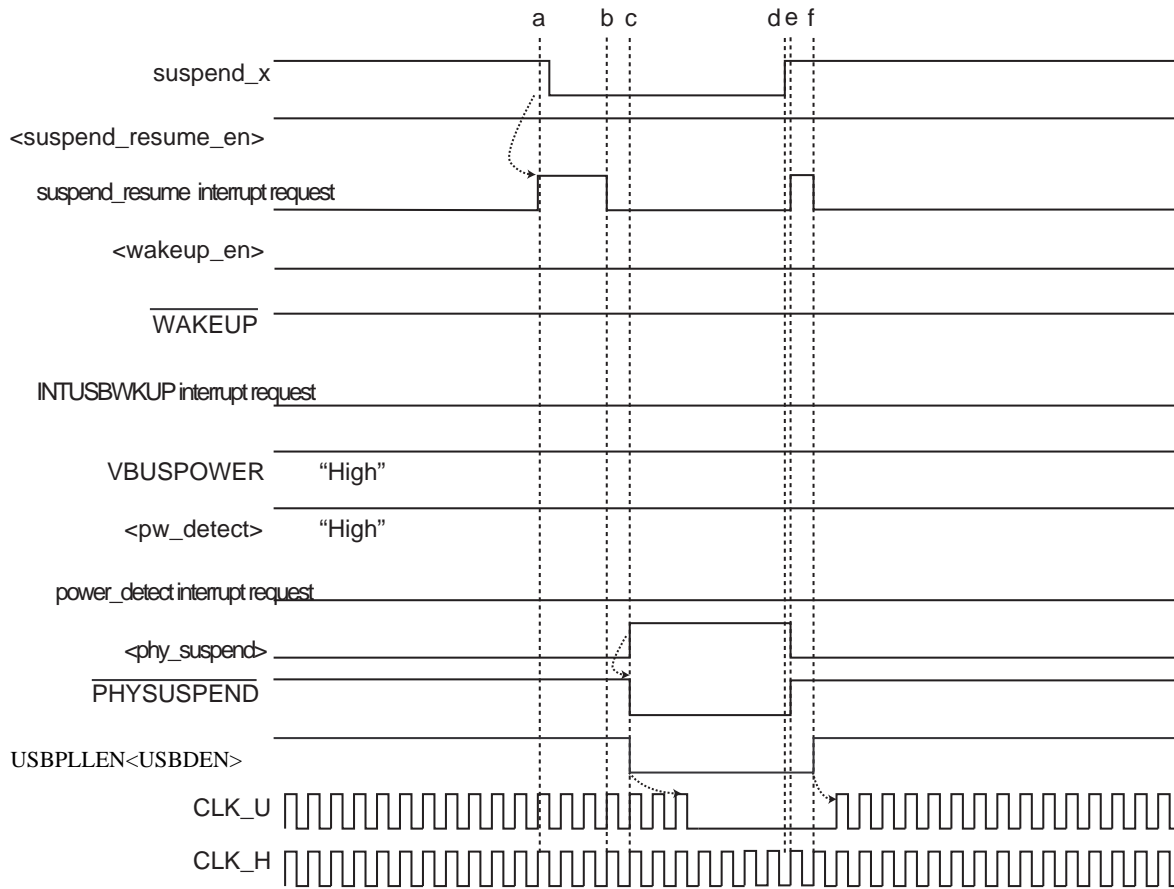 a b c d e f
suspend_x
<suspend_resume_en>
suspend_resume interrupt request
<wakeup_en>
WAKEUP
INTUSBWKUP interrupt request
VBUSPOWER “High”
<pw_detect> “High”
power_detect interrupt request
<phy_suspend>
PHYSUSPEND
USBPLLEN<USBDEN>
CLK_U
CLK_H